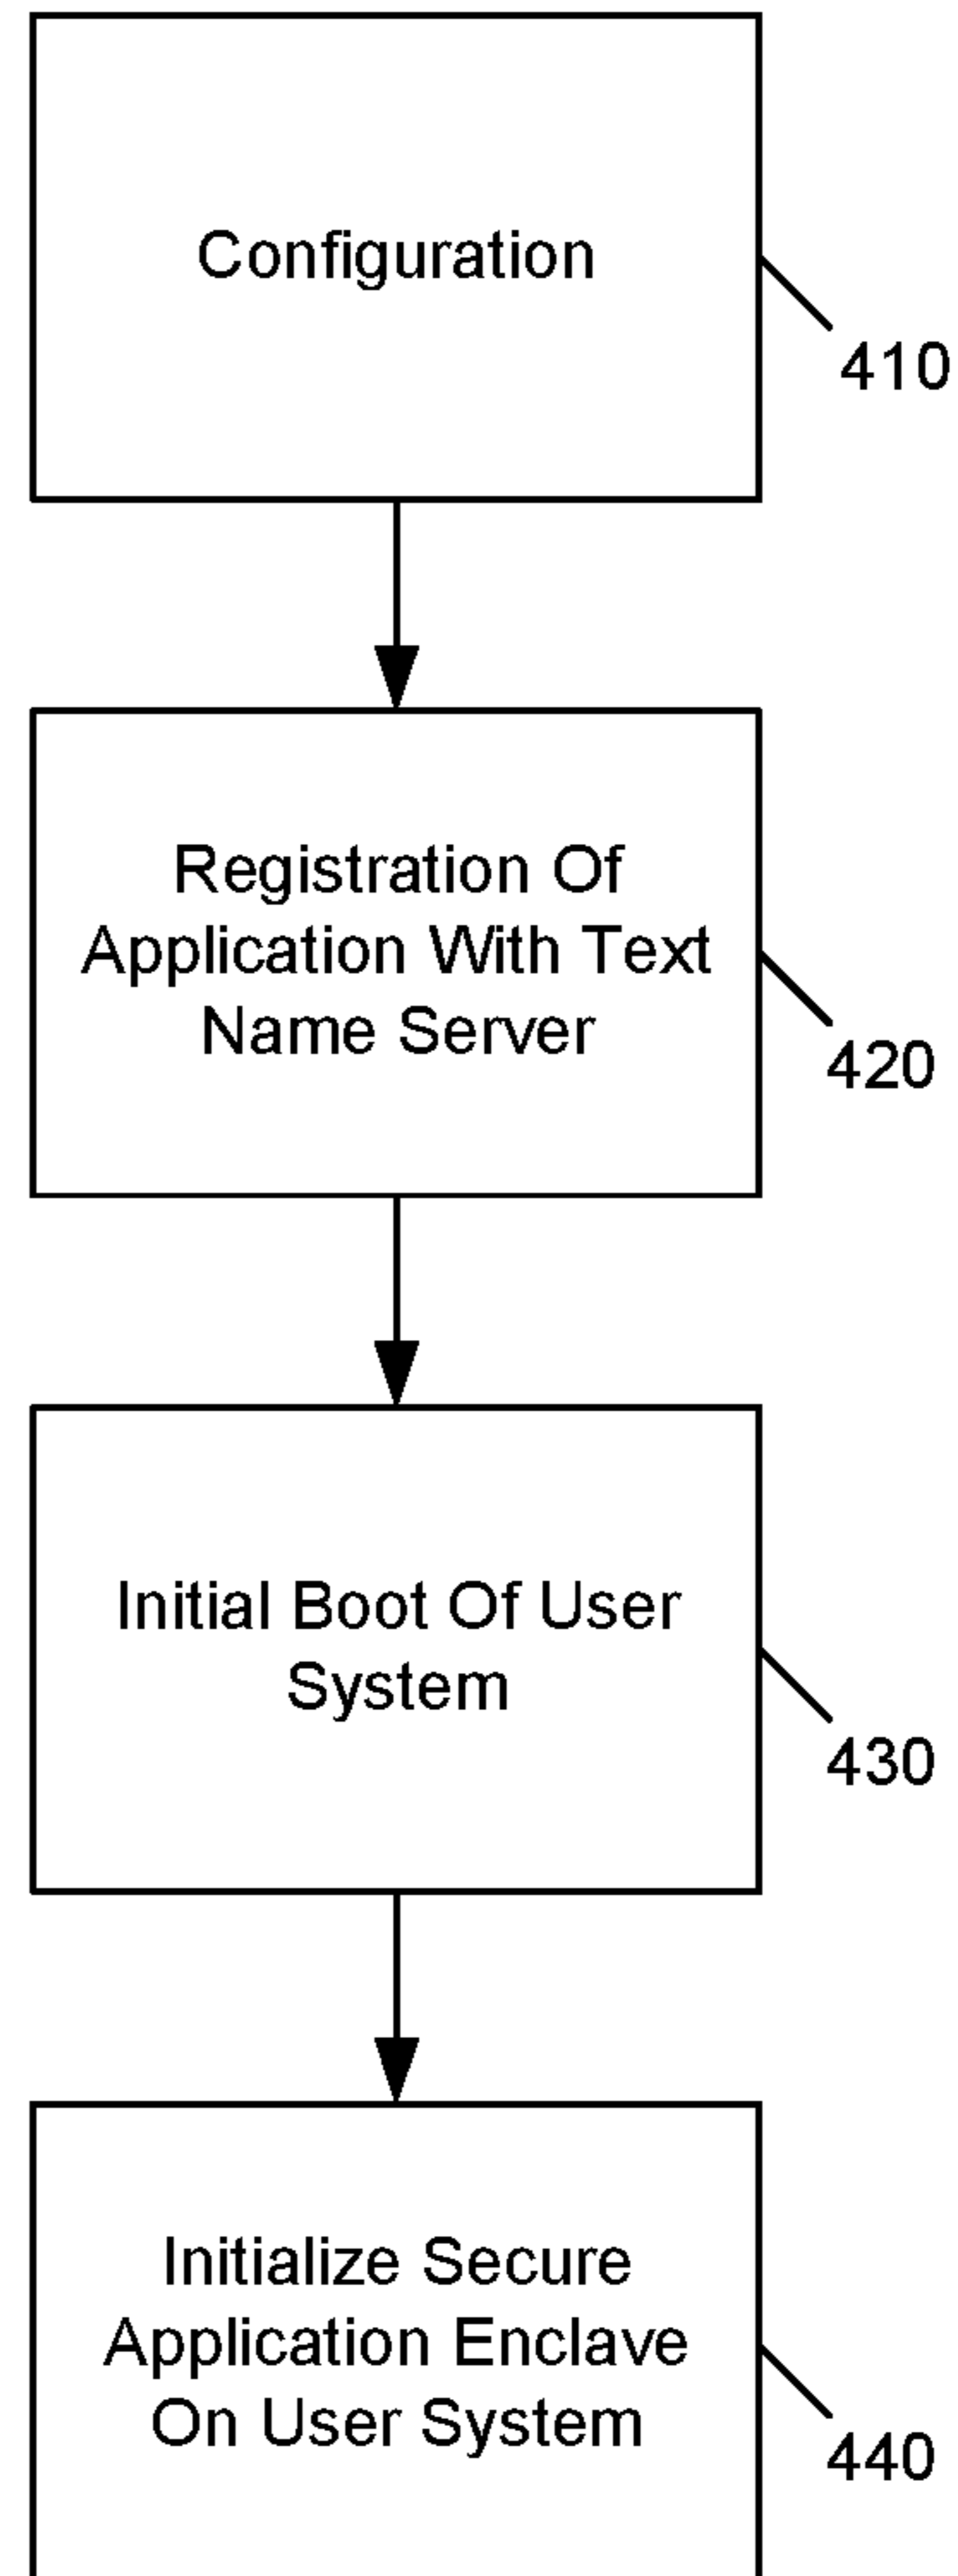 Configuration
410
Registration Of
Application With Text
Name Server
420
Initial Boot Of User
System
430
Initialize Secure
Application Enclave
On User System
440